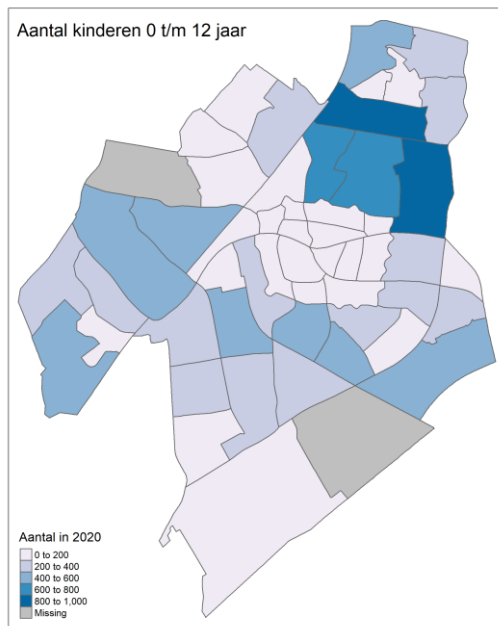 Aantal kinderen 0 t/m 12 jaar
Aantal in 2020
0 to 200
200 to 400
400 to 600
600 to 800
800 to 1,000
Missing